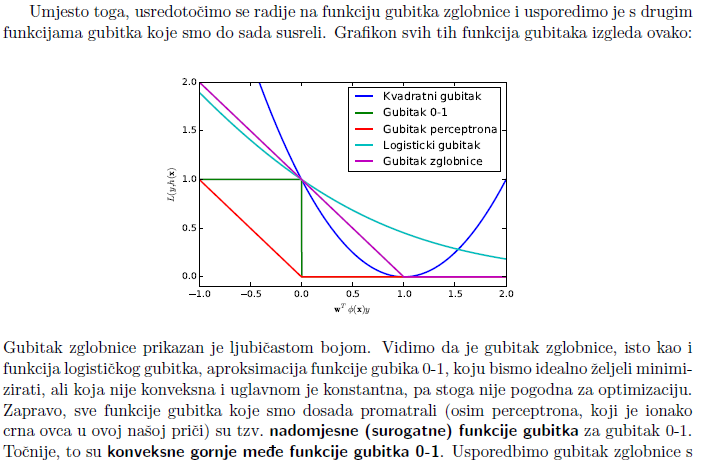 Umjesto toga, usredotočimo se radije na funkciju gubitka zglobnice i usporedimo je s drugim
funkcijama gubitka koje smo do sada susreli. Grafikon svih tih funkcija gubitaka izgleda ovako:
2.0
1.5
1.0
0.5
0.0
L(y,h(x)
Kvadratni gubitak
Gubitak 0-1
Gubitak perceptrona
Logisticki gubitak
Gubitak zglobnice
−1.0 −0.5 0.0 0.5 1.0 1.5 2.0
w^T ϕ(x)y
Gubitak zglobnice prikazan je ljubičastom bojom. Vidimo da je gubitak zglobnice, isto kao i
funkcija logističkog gubitka, aproksimacija funkcije gubika 0-1, koju bismo idealno željeli minimi-
zirati, ali koja nije konveksna i uglavnom je konstantna, pa stoga nije pogodna za optimizaciju.
Zapravo, sve funkcije gubitka koje smo dosada promatrali (osim perceptrona, koji je ionako
crna ovca u ovoj našoj priči) su tzv. nadomjesne (surogatne) funkcije gubitka za gubitak 0-1.
Točnije, to su konveksne gornje međe funkcije gubitka 0-1. Usporedbimo gubitak zglobnice s